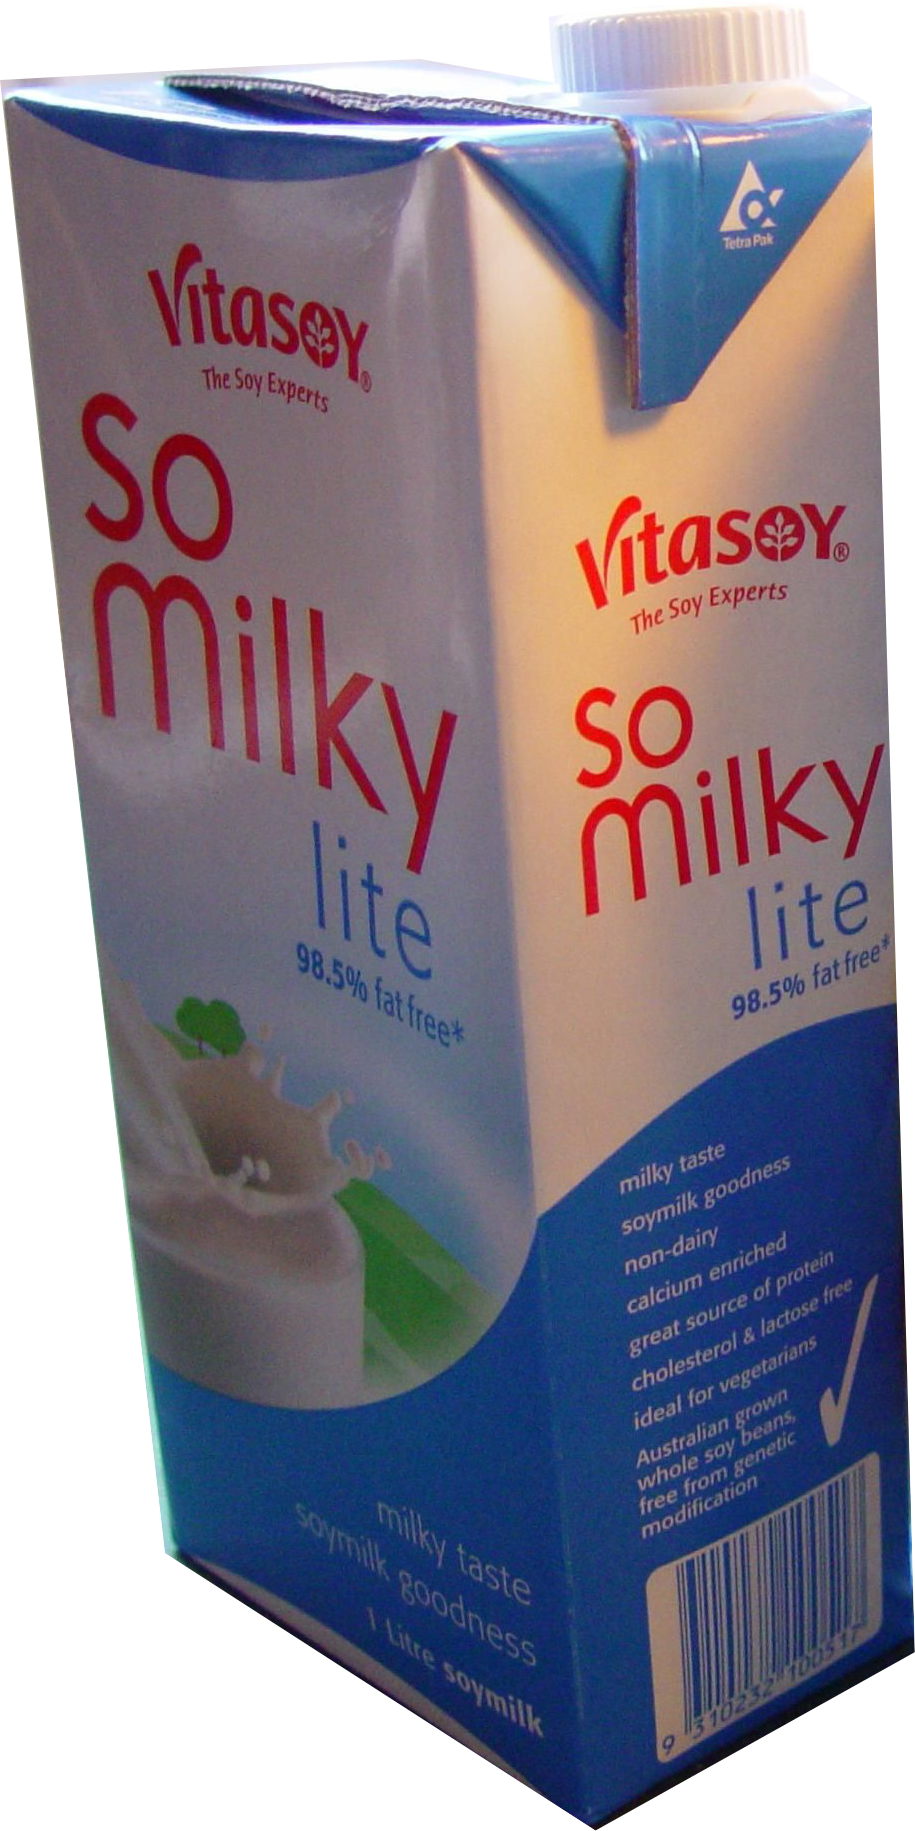 Vitasoy®
The Soy Experts
So
milky
lite
98.5% fat free*
milky taste
soymilk goodness
1 Litre soymilk
Tetra Pak
Vitasoy®
The Soy Experts
So
milky
lite
98.5% fat free*
milky taste
soymilk goodness
non-dairy
calcium enriched
great source of protein
cholesterol & lactose free
ideal for vegetarians
Australian grown
whole soy beans,
free from genetic
modification
9 310232 100317